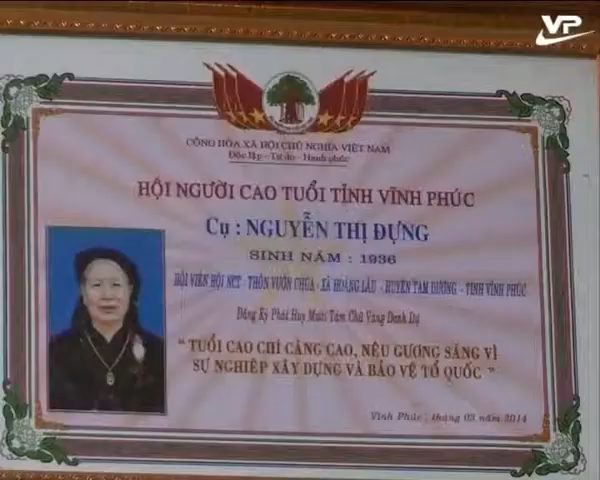 VP
CỘNG HÒA XÃ HỘI CHỦ NGHĨA VIỆT NAM
Độc lập - Tự do - Hạnh phúc
HỘI NGƯỜI CAO TUỔI TỈNH VĨNH PHÚC
Cụ : NGUYỄN THỊ ĐỰNG
SINH NĂM : 1936
HỘI VIÊN HỘI NCT - THÔN VƯỜN CHÙA - XÃ HOÀNG LÂU - HUYỆN TAM DƯƠNG - TỈNH VĨNH PHÚC
Đăng Ký Phát Huy Mười Tám Chữ Vàng Danh Dự
“ TUỔI CAO CHÍ CÀNG CAO, NÊU GƯƠNG SÁNG VÌ
SỰ NGHIỆP XÂY DỰNG VÀ BẢO VỆ TỔ QUỐC ”
Vĩnh Phúc : tháng 03 năm 2014